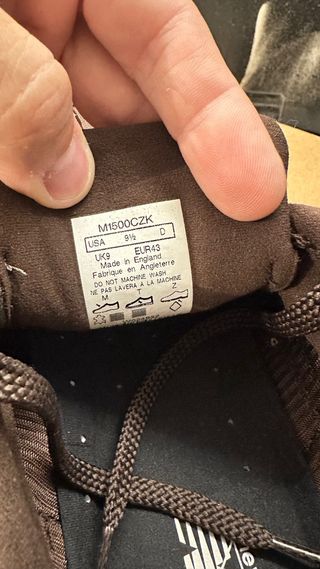 M1500CZK
USA 9½ D
UK9 EUR43
Made in England
Fabrique en Angleterre
DO NOT MACHINE WASH
NE PAS LAVER A LA MACHINE
M T Z